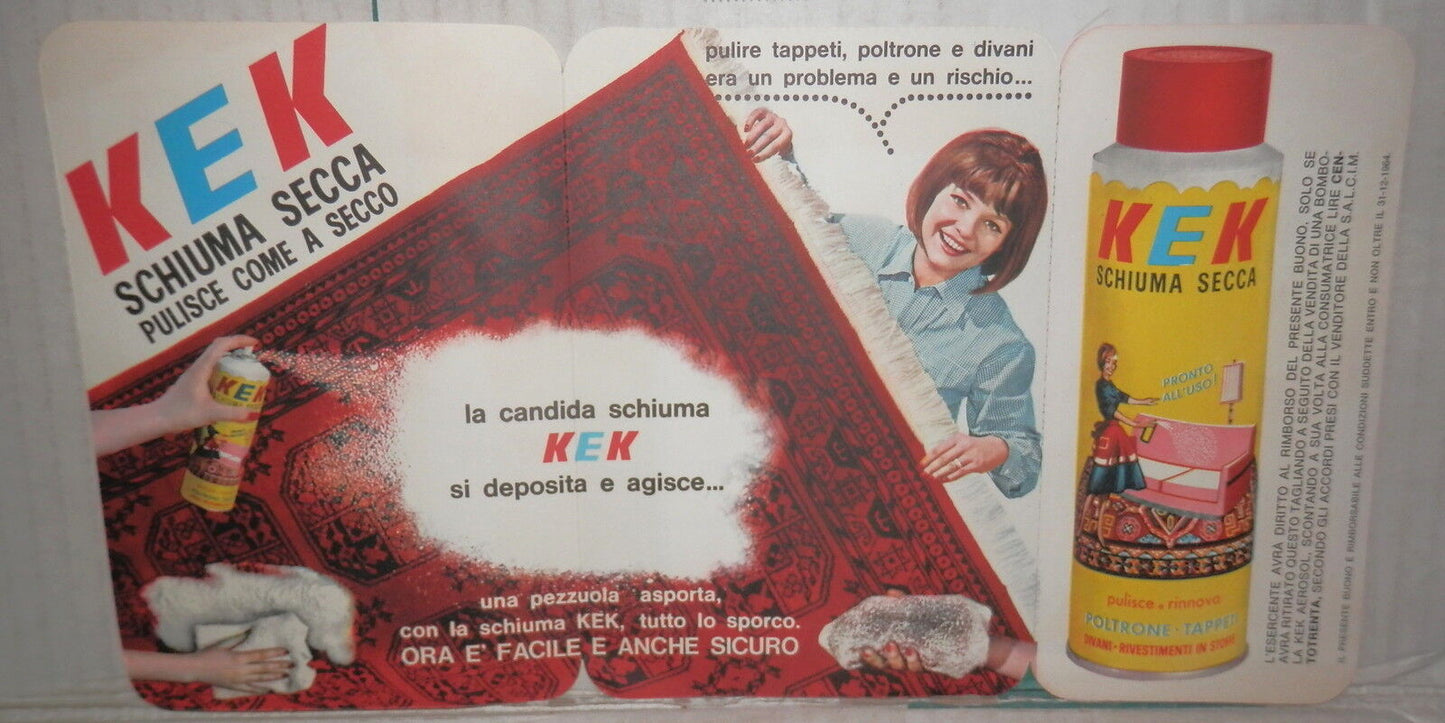 KEK
SCHIUMA SECCA
PULISCE COME A SECCO
pulire tappeti, poltrone e divani
era un problema e un rischio...
KEK
la candida schiuma
KEK
si deposita e agisce...
una pezzuola asporta,
con la schiuma KEK, tutto lo sporco.
ORA E' FACILE E ANCHE SICURO
KEK
SCHIUMA SECCA
PRONTO
ALL'USO!
pulisce e rinnova
POLTRONE - TAPPETI
DIVANI - RIVESTIMENTI IN STOFFE
L'ESERCENTE AVRÀ DIRITTO AL RIMBORSO DEL PRESENTE BUONO, SOLO SE
AVRÀ RITIRATO QUESTO TAGLIANDO A SEGUITO DELLA VENDITA DI UNA BOMBO-
LA KEK AEROSOL, SCONTANDO A SUA VOLTA ALLA CONSUMATRICE LIRE CEN-
TOTRENTA, SECONDO GLI ACCORDI PRESI CON IL VENDITORE DELLA S.A.L.C.I.M.
IL PRESENTE BUONO È RIMBORSABILE ALLE CONDIZIONI SUDDETTE ENTRO E NON OLTRE IL 31-12-1964.